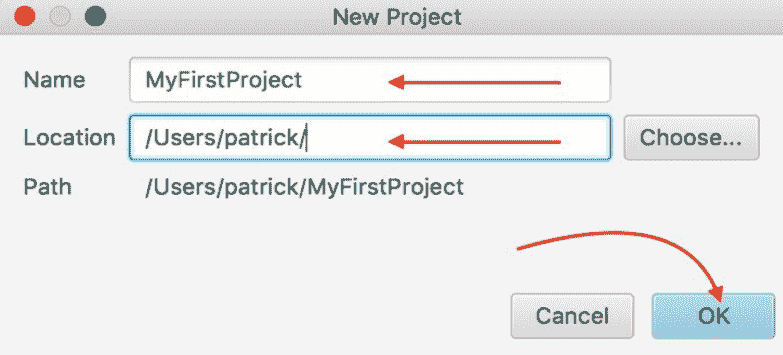 New Project
Name MyFirstProject
Location /Users/patrick/ Choose...
Path /Users/patrick/MyFirstProject
Cancel OK